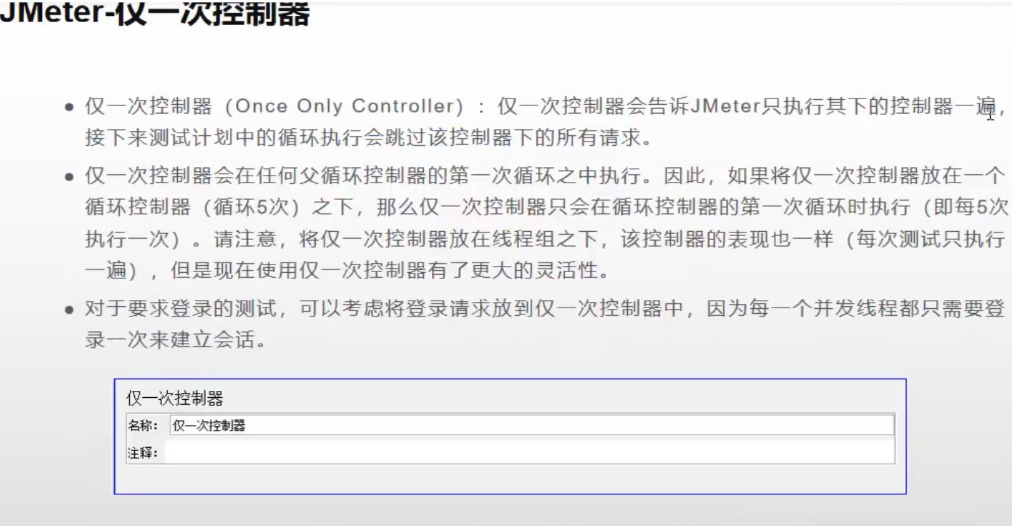 JMeter-仅一次控制器
● 仅一次控制器（Once Only Controller）：仅一次控制器会告诉JMeter只执行其下的控制器一遍，
接下来测试计划中的循环执行会跳过该控制器下的所有请求。
● 仅一次控制器会在任何父循环控制器的第一次循环之中执行。因此，如果将仅一次控制器放在一个
循环控制器（循环5次）之下，那么仅一次控制器只会在循环控制器的第一次循环时执行（即每5次
执行一次）。请注意，将仅一次控制器放在线程组之下，该控制器的表现也一样（每次测试只执行
一遍），但是现在使用仅一次控制器有了更大的灵活性。
● 对于要求登录的测试，可以考虑将登录请求放到仅一次控制器中，因为每一个并发线程都只需要登
录一次来建立会话。
仅一次控制器
名称： 仅一次控制器
注释：